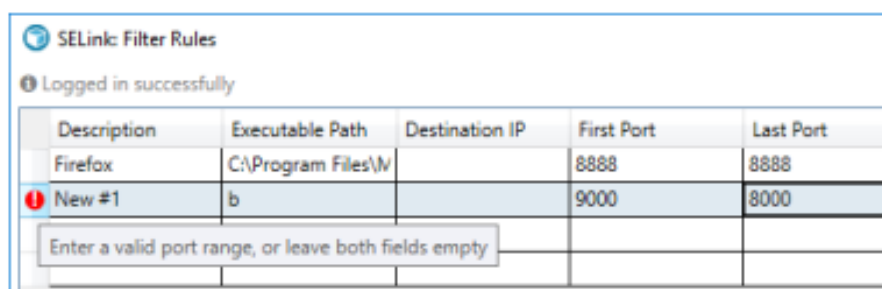 SELink: Filter Rules
Logged in successfully
Description Executable Path Destination IP First Port Last Port
Firefox C:\Program Files\M 8888 8888
New #1 b 9000 8000
Enter a valid port range, or leave both fields empty